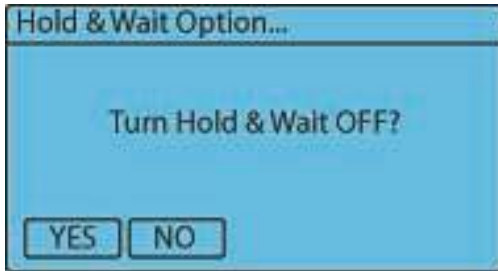 Hold & Wait Option...
Turn Hold & Wait OFF?
YES NO